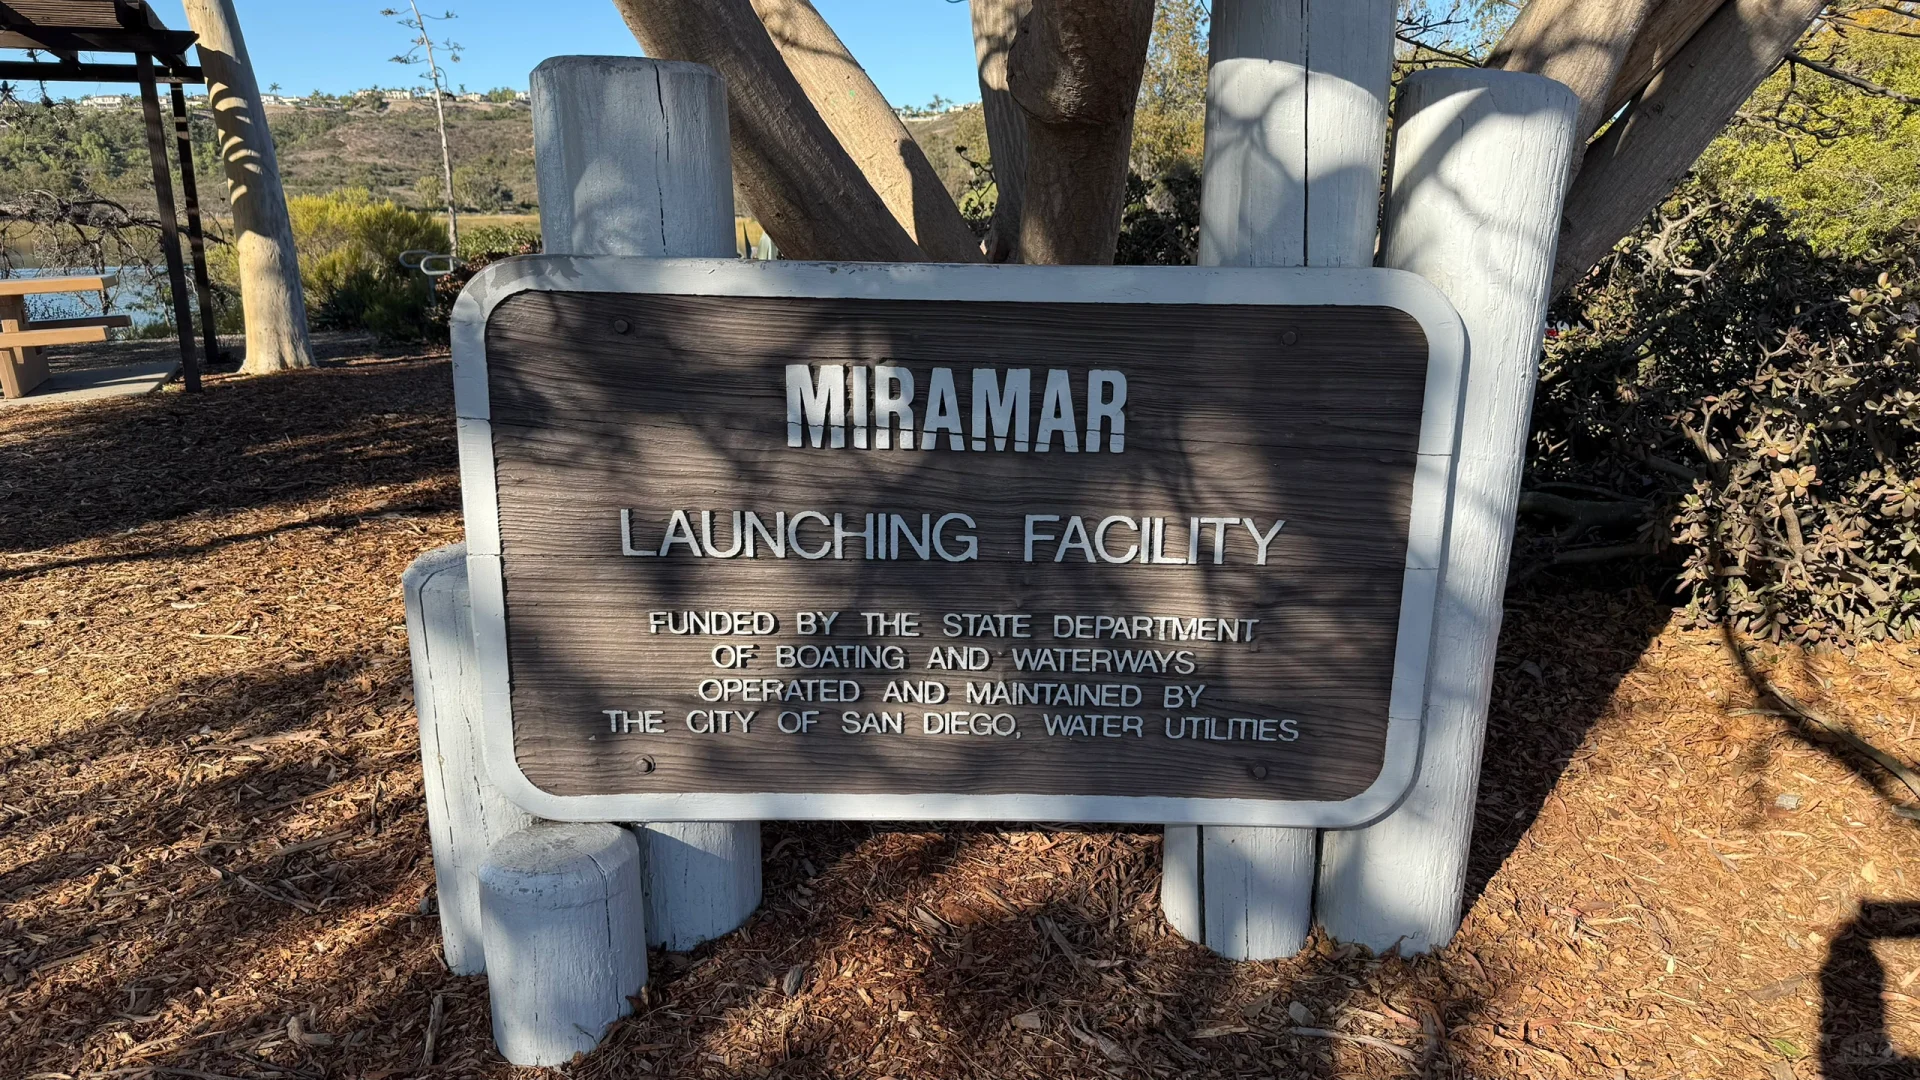 MIRAMAR
LAUNCHING FACILITY
FUNDED BY THE STATE DEPARTMENT
OF BOATING AND WATERWAYS
OPERATED AND MAINTAINED BY
THE CITY OF SAN DIEGO, WATER UTILITIES